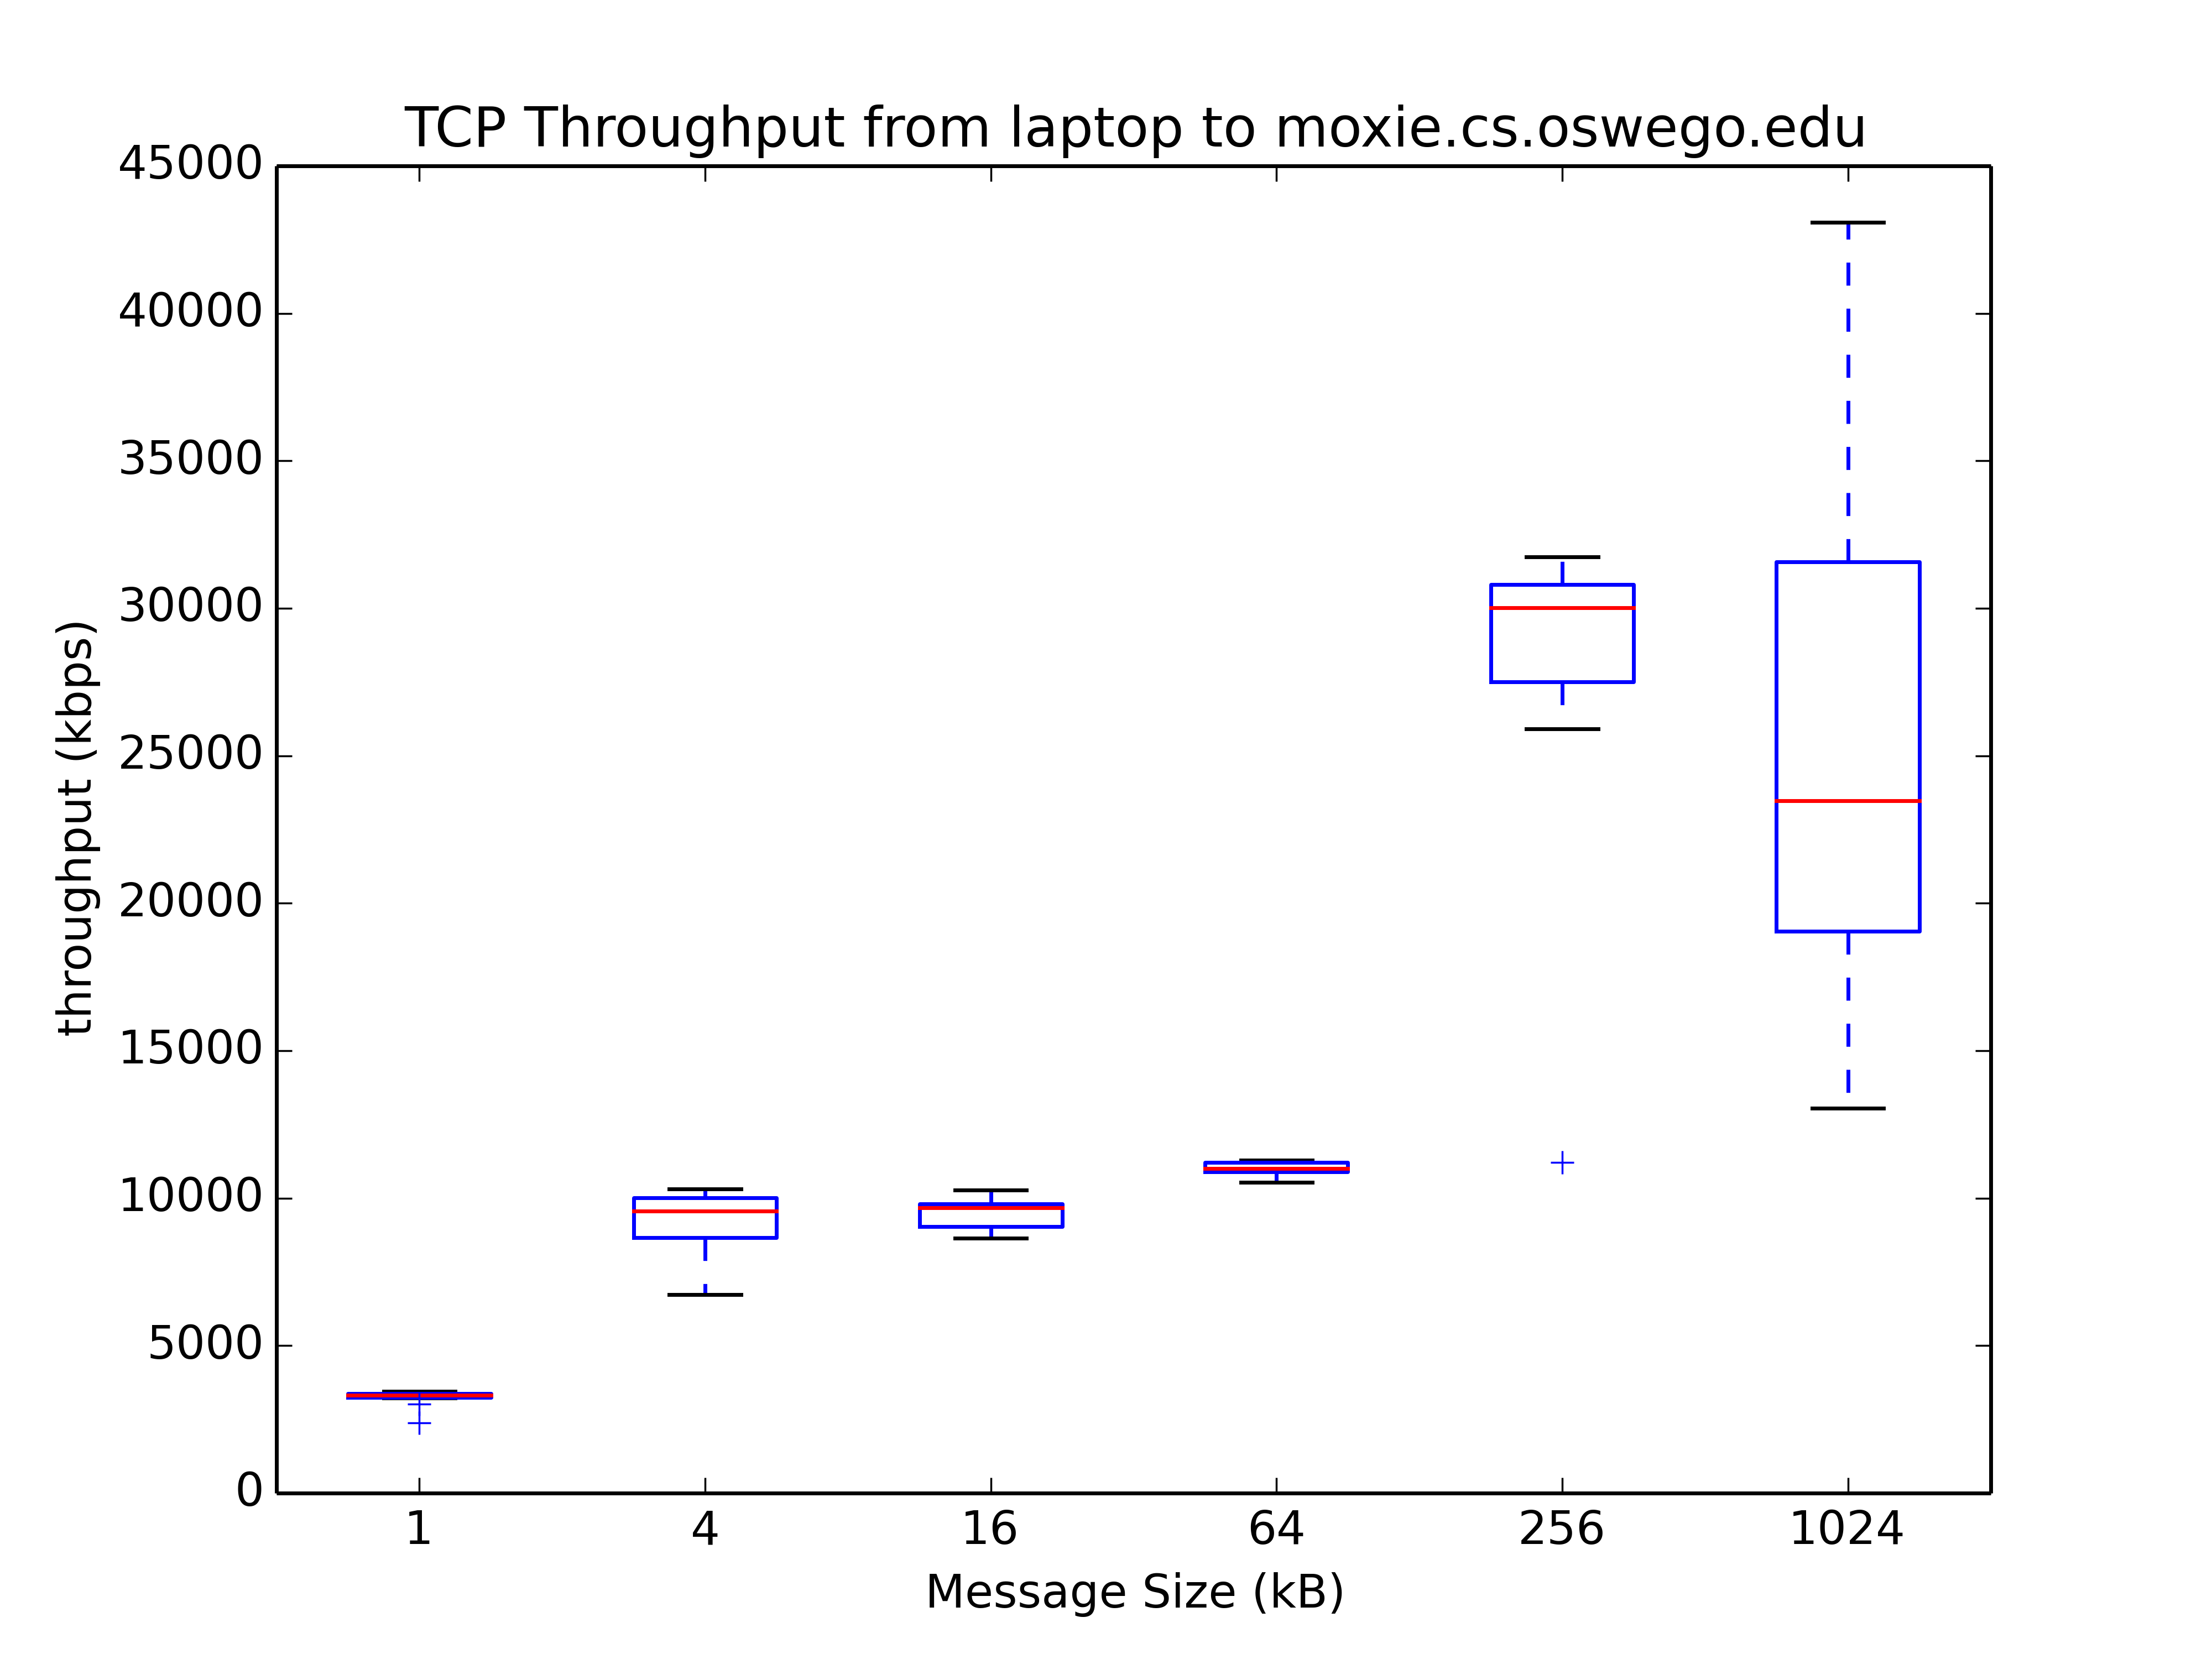 TCP Throughput from laptop to moxie.cs.oswego.edu
45000
40000
35000
30000
25000
20000
15000
10000
5000
0
throughput (kbps)
1 4 16 64 256 1024
Message Size (kB)